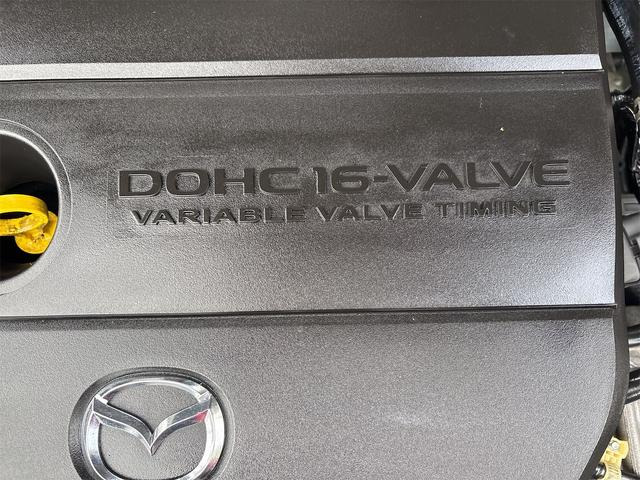 DOHC 16-VALVE
VARIABLE VALVE TIMING